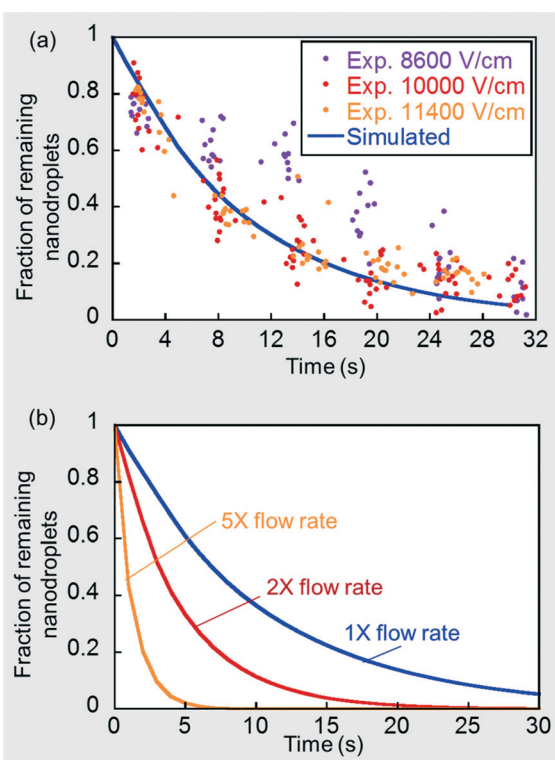 (a)
1
0.8
0.6
0.4
0.2
0
Fraction of remaining
nanodroplets
Exp. 8600 V/cm
Exp. 10000 V/cm
Exp. 11400 V/cm
Simulated
0 4 8 12 16 20 24 28 32
Time (s)
(b)
1
0.8
0.6
0.4
0.2
0
Fraction of remaining
nanodroplets
5X flow rate
2X flow rate
1X flow rate
0 5 10 15 20 25 30
Time (s)